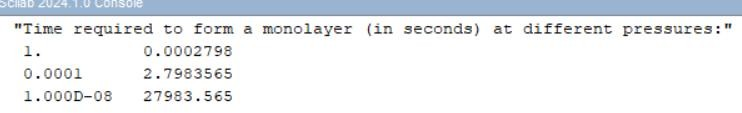 Scilab 2024.1.0 Console
"Time required to form a monolayer (in seconds) at different pressures:"
1. 0.0002798
0.0001 2.7983565
1.000D-08 27983.565